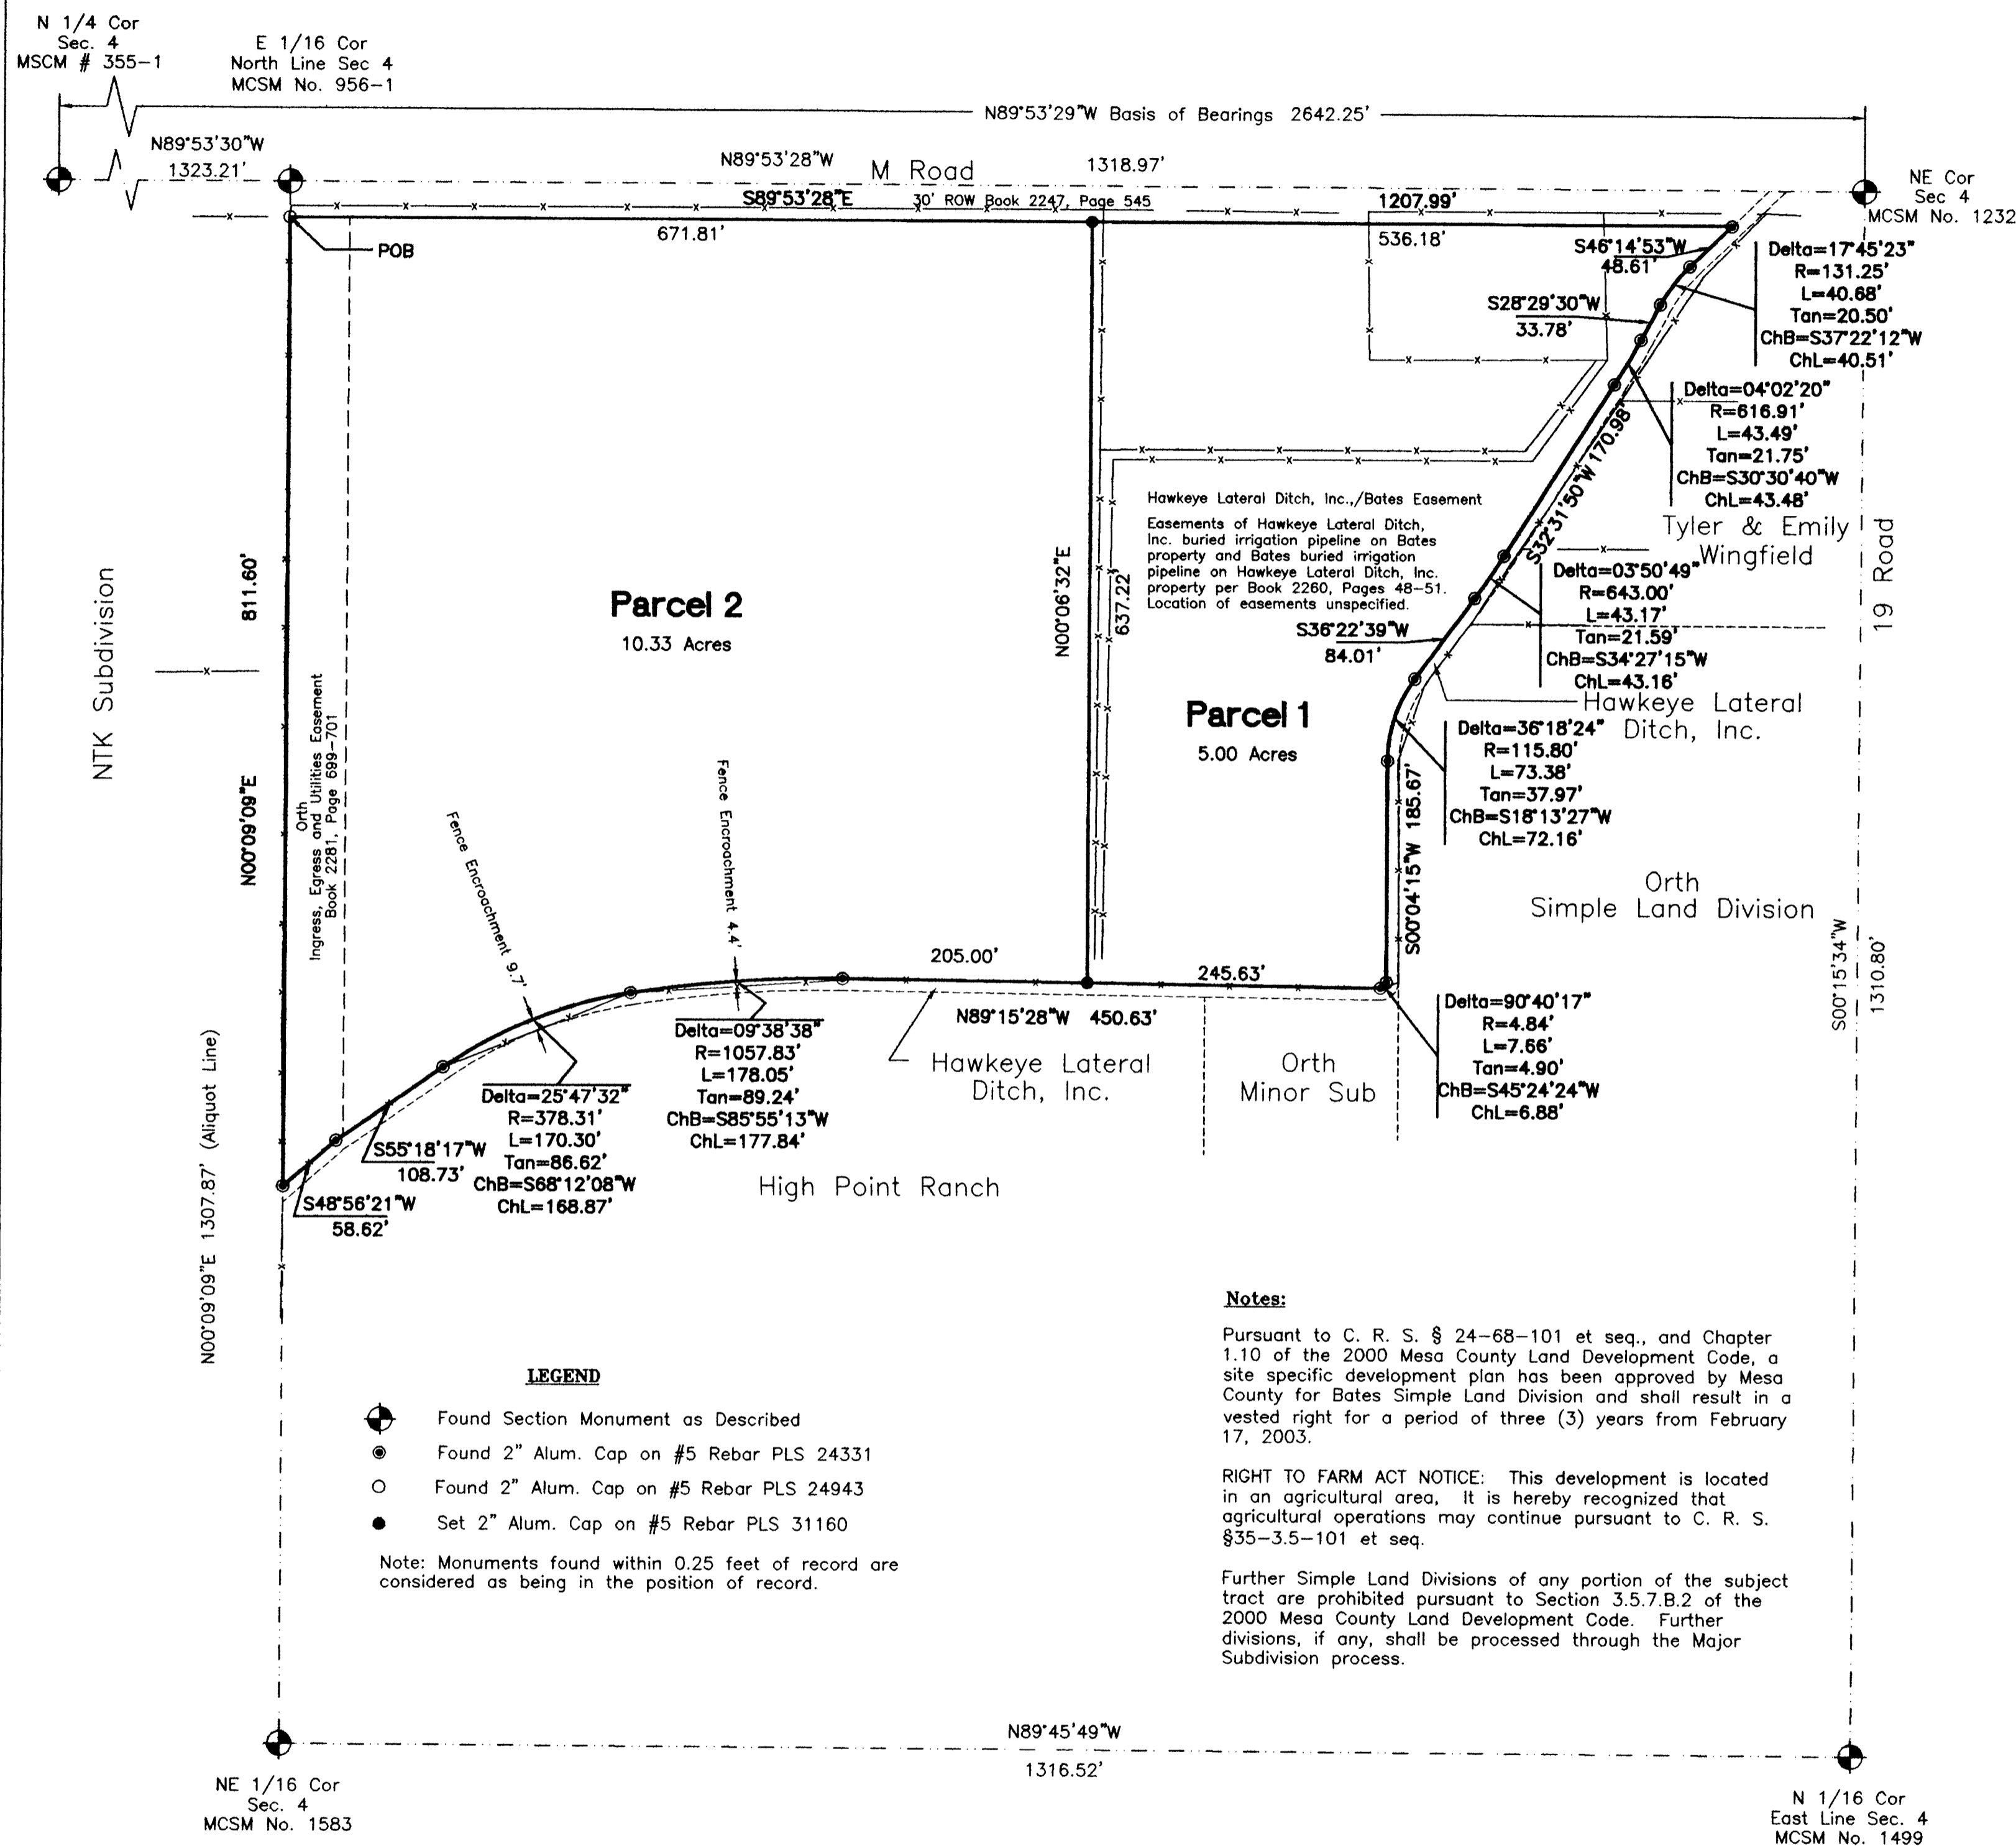 N 1/4 Cor
Sec. 4
MSCM # 355-1
E 1/16 Cor
North Line Sec 4
MCSM No. 956-1
N89°53'29"W Basis of Bearings 2642.25'
N89°53'30"W
1323.21'
N89°53'28"W
M Road
1318.97'
NE Cor
Sec 4
MCSM No. 1232
S89°53'28"E
30' ROW Book 2247, Page 545
1207.99'
671.81'
536.18'
POB
S46°14'53"W
48.61'
Delta=17°45'23"
R=131.25'
L=40.68'
Tan=20.50'
ChB=S37°22'12"W
ChL=40.51'
S28°29'30"W
33.78'
Delta=04°02'20"
R=616.91'
L=43.49'
Tan=21.75'
ChB=S30°30'40"W
ChL=43.48'
S32°31'50"W 170.98'
Tyler & Emily
Wingfield
19 Road
Hawkeye Lateral Ditch, Inc.,/Bates Easement
Easements of Hawkeye Lateral Ditch,
Inc. buried irrigation pipeline on Bates
property and Bates buried irrigation
pipeline on Hawkeye Lateral Ditch, Inc.
property per Book 2260, Pages 48-51.
Location of easements unspecified.
Delta=03°50'49"
R=643.00'
L=43.17'
Tan=21.59'
ChB=S34°27'15"W
ChL=43.16'
S36°22'39"W
84.01'
N00°06'32"E
637.22
811.60'
N00°09'09"E
NTK Subdivision
Parcel 2
10.33 Acres
Parcel 1
5.00 Acres
Hawkeye Lateral
Ditch, Inc.
Delta=36°18'24"
R=115.80'
L=73.38'
Tan=37.97'
ChB=S18°13'27"W
ChL=72.16'
Orth
Ingress, Egress and Utilities Easement
Book 2281, Page 699-701
Fence Encroachment 9.7'
Fence Encroachment 4.4'
S00°04'15"W 185.67'
Orth
Simple Land Division
S00°15'34"W
1310.80'
205.00'
245.63'
N89°15'28"W 450.63'
Delta=90°40'17"
R=4.84'
L=7.66'
Tan=4.90'
ChB=S45°24'24"W
ChL=6.88'
Delta=09°38'38"
R=1057.83'
L=178.05'
Tan=89.24'
ChB=S85°55'13"W
ChL=177.84'
Hawkeye Lateral
Ditch, Inc.
Orth
Minor Sub
Delta=25°47'32"
R=378.31'
L=170.30'
Tan=86.62'
ChB=S68°12'08"W
ChL=168.87'
S55°18'17"W
108.73'
S48°56'21"W
58.62'
High Point Ranch
N00°09'09"E 1307.87' (Aliquot Line)
LEGEND
Found Section Monument as Described
Found 2" Alum. Cap on #5 Rebar PLS 24331
Found 2" Alum. Cap on #5 Rebar PLS 24943
Set 2" Alum. Cap on #5 Rebar PLS 31160
Note: Monuments found within 0.25 feet of record are
considered as being in the position of record.
Notes:
Pursuant to C. R. S. § 24-68-101 et seq., and Chapter
1.10 of the 2000 Mesa County Land Development Code, a
site specific development plan has been approved by Mesa
County for Bates Simple Land Division and shall result in a
vested right for a period of three (3) years from February
17, 2003.
RIGHT TO FARM ACT NOTICE: This development is located
in an agricultural area, It is hereby recognized that
agricultural operations may continue pursuant to C. R. S.
§35-3.5-101 et seq.
Further Simple Land Divisions of any portion of the subject
tract are prohibited pursuant to Section 3.5.7.B.2 of the
2000 Mesa County Land Development Code. Further
divisions, if any, shall be processed through the Major
Subdivision process.
N89°45'49"W
1316.52'
NE 1/16 Cor
Sec. 4
MCSM No. 1583
N 1/16 Cor
East Line Sec. 4
MCSM No. 1499